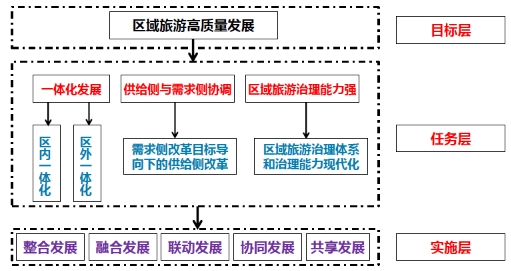 区域旅游高质量发展
目标层
一体化发展
供给侧与需求侧协调
区域旅游治理能力强
区内一体化
区外一体化
需求侧改革目标导
向下的供给侧改革
区域旅游治理体系
和治理能力现代化
任务层
整合发展
融合发展
联动发展
协同发展
共享发展
实施层